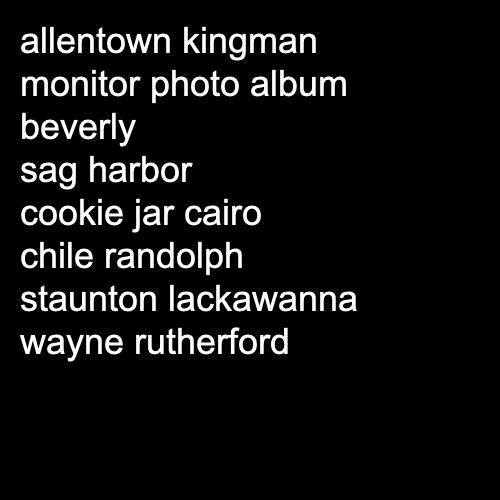 allentown kingman
monitor photo album
beverly
sag harbor
cookie jar cairo
chile randolph
staunton lackawanna
wayne rutherford